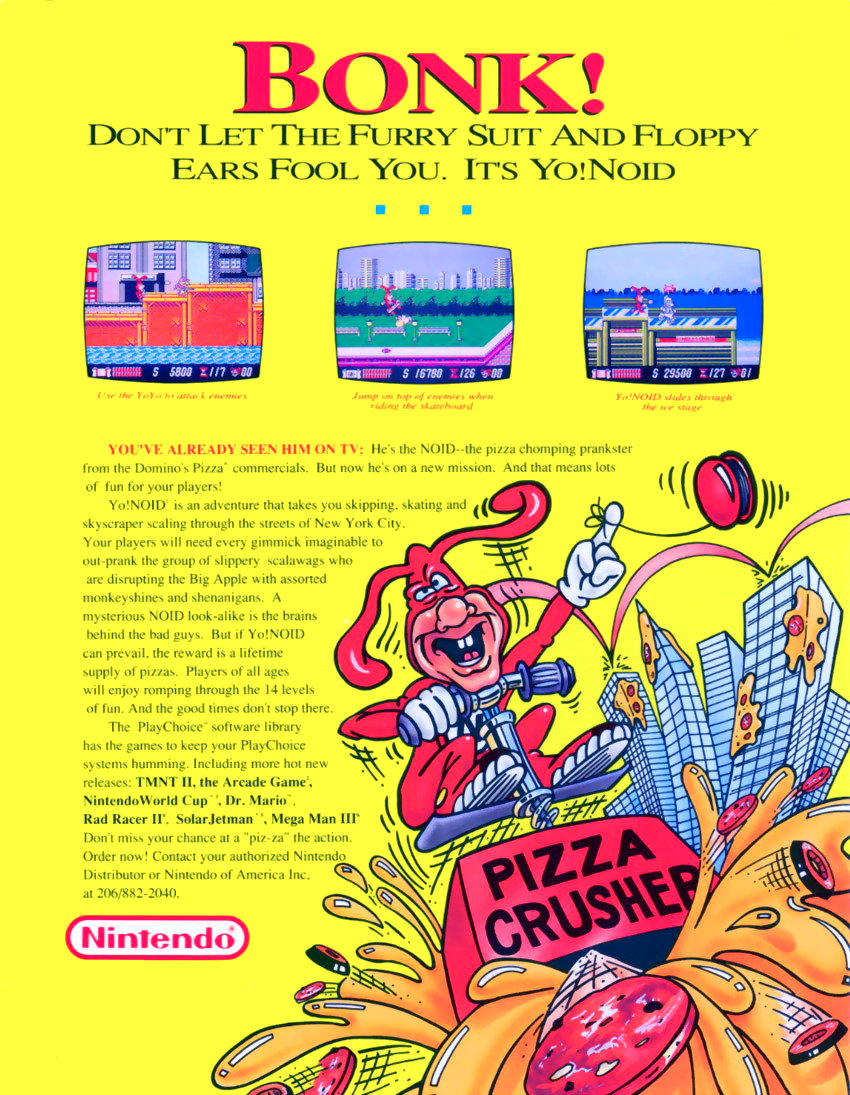 BONK!
DON'T LET THE FURRY SUIT AND FLOPPY
EARS FOOL YOU. IT'S YO!NOID
S 5800 117 00
S 16780 126 00
S 29500 127 01
Use the YoYo to attack enemies
Jump on top of enemies when
riding the skateboard
Yo!NOID slides through
the ice stage
YOU'VE ALREADY SEEN HIM ON TV: He's the NOID--the pizza chomping prankster
from the Domino's Pizza® commercials. But now he's on a new mission. And that means lots
of fun for your players!
Yo!NOID is an adventure that takes you skipping, skating and
skyscraper scaling through the streets of New York City.
Your players will need every gimmick imaginable to
out-prank the group of slippery scalawags who
are disrupting the Big Apple with assorted
monkeyshines and shenanigans. A
mysterious NOID look-alike is the brains
behind the bad guys. But if Yo!NOID
can prevail, the reward is a lifetime
supply of pizzas. Players of all ages
will enjoy romping through the 14 levels
of fun. And the good times don't stop there.
The PlayChoice™ software library
has the games to keep your PlayChoice
systems humming. Including more hot new
releases: TMNT II, the Arcade Game,
NintendoWorld Cup™, Dr. Mario™,
Rad Racer II, SolarJetman™, Mega Man III
Don't miss your chance at a "piz-za" the action.
Order now! Contact your authorized Nintendo
Distributor or Nintendo of America Inc.
at 206/882-2040.
PIZZA
CRUSHER
Nintendo®